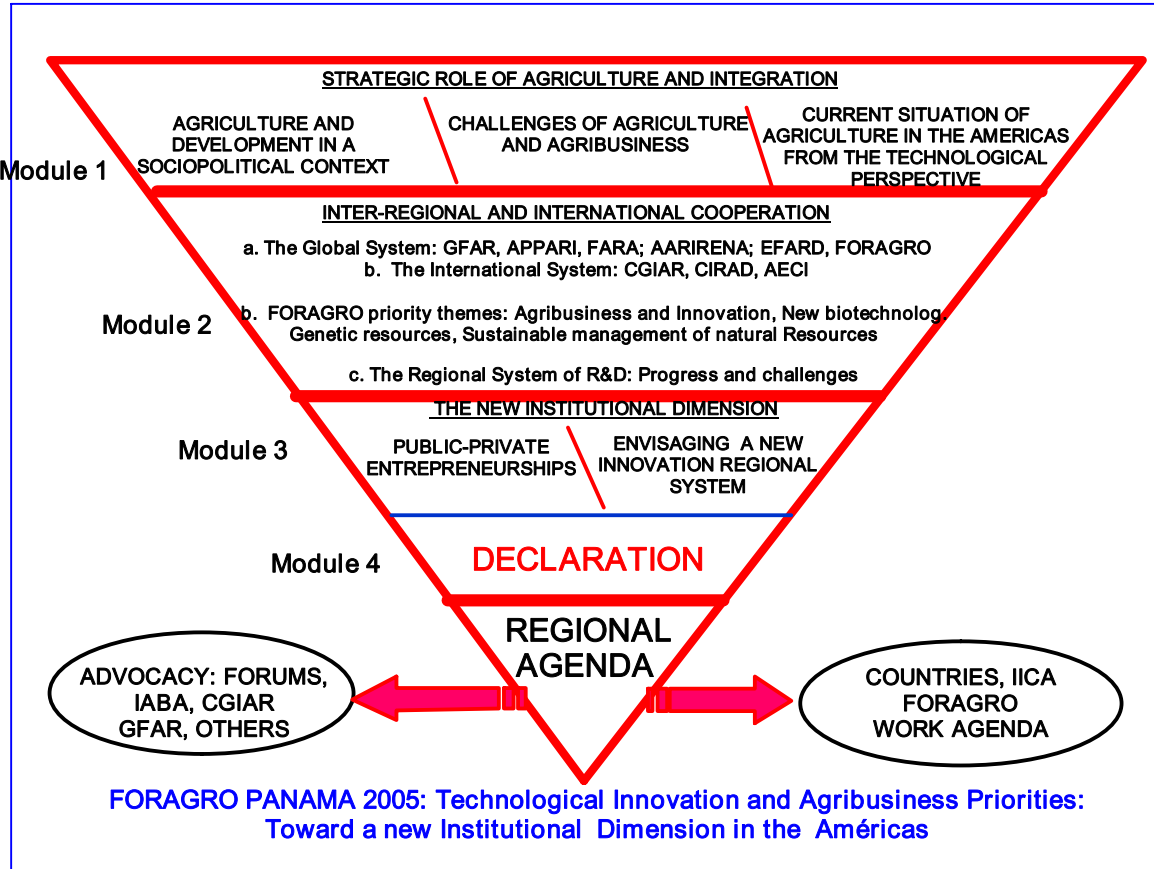 STRATEGIC ROLE OF AGRICULTURE AND INTEGRATION
AGRICULTURE AND
DEVELOPMENT IN A
SOCIOPOLITICAL CONTEXT
CHALLENGES OF AGRICULTURE
AND AGRIBUSINESS
CURRENT SITUATION OF
AGRICULTURE IN THE AMERICAS
FROM THE TECHNOLOGICAL
PERSPECTIVE
Module 1
INTER-REGIONAL AND INTERNATIONAL COOPERATION
a. The Global System: GFAR, APPARI, FARA; AARIRENA; EFARD, FORAGRO
b. The International System: CGIAR, CIRAD, AECI
Module 2
b. FORAGRO priority themes: Agribusiness and Innovation, New biotechnolog.
Genetic resources, Sustainable management of natural Resources
c. The Regional System of R&D: Progress and challenges
THE NEW INSTITUTIONAL DIMENSION
Module 3
PUBLIC-PRIVATE
ENTREPRENEURSHIPS
ENVISAGING A NEW
INNOVATION REGIONAL
SYSTEM
Module 4
DECLARATION
REGIONAL
AGENDA
ADVOCACY: FORUMS,
IABA, CGIAR
GFAR, OTHERS
COUNTRIES, IICA
FORAGRO
WORK AGENDA
FORAGRO PANAMA 2005: Technological Innovation and Agribusiness Priorities:
Toward a new Institutional Dimension in the Américas